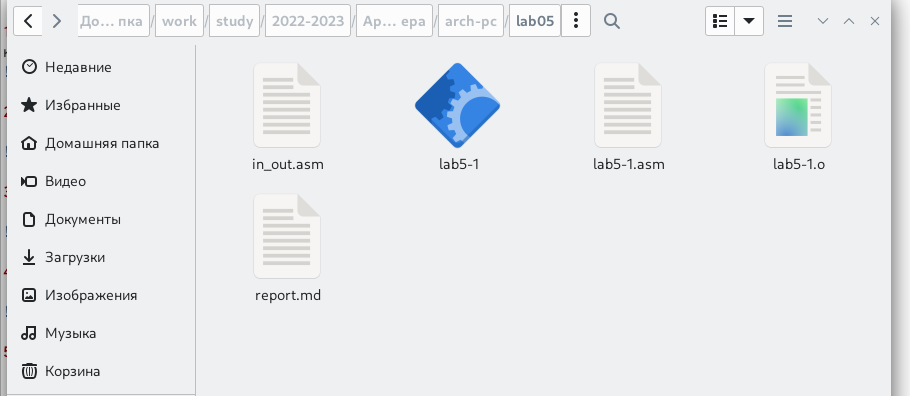 До... пка / work / study / 2022-2023 / Ар... ера / arch-pc / lab05
Недавние
Избранные
Домашняя папка
Видео
Документы
Загрузки
Изображения
Музыка
Корзина
in_out.asm
lab5-1
lab5-1.asm
lab5-1.o
report.md